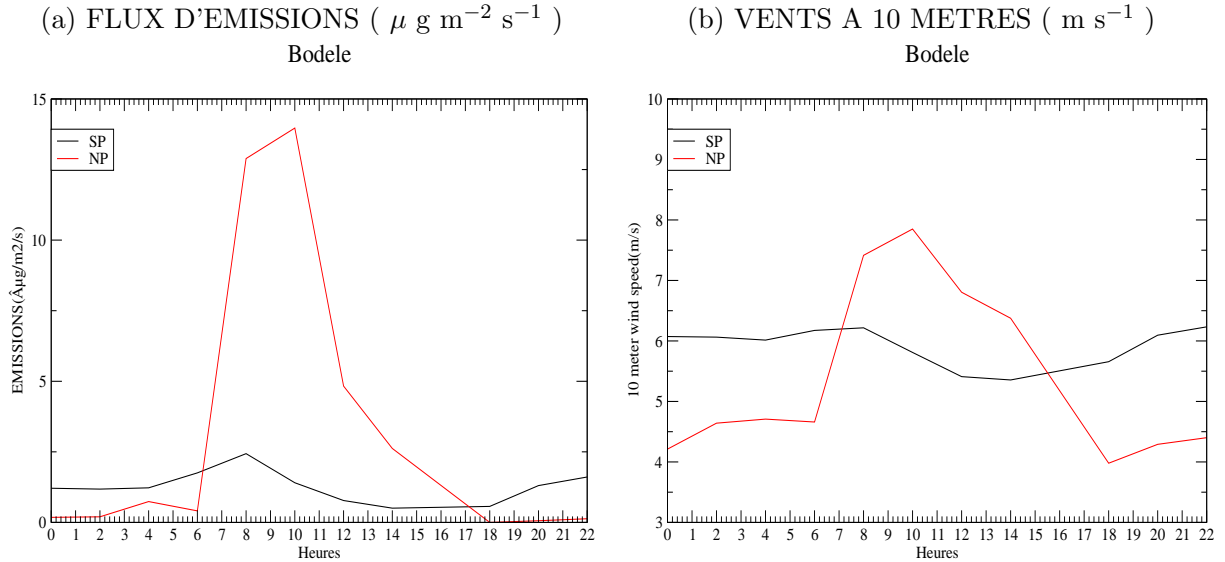 (a) FLUX D'EMISSIONS ( μ g m−2 s−1 )
Bodele
15
10
5
0
EMISSIONS(Âµg/m2/s)
SP
NP
0 1 2 3 4 5 6 7 8 9 10 11 12 13 14 15 16 17 18 19 20 21 22
Heures
(b) VENTS A 10 METRES ( m s−1 )
Bodele
10
9
8
7
6
5
4
3
10 meter wind speed(m/s)
SP
NP
0 1 2 3 4 5 6 7 8 9 10 11 12 13 14 15 16 17 18 19 20 21 22
Heures